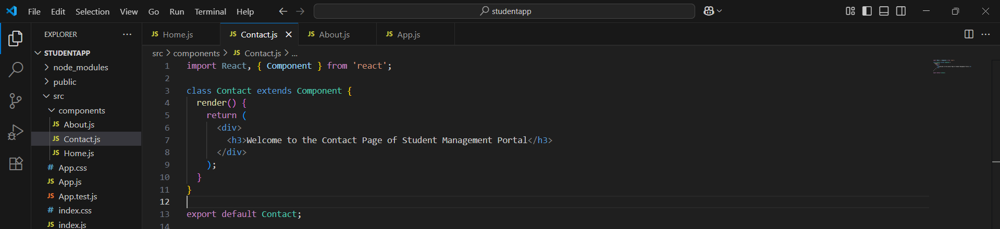 File Edit Selection View Go Run Terminal Help
studentapp
EXPLORER
STUDENTAPP
node_modules
public
src
components
JS About.js
JS Contact.js
JS Home.js
# App.css
JS App.js
JS App.test.js
# index.css
JS index.js
JS Home.js JS Contact.js JS About.js JS App.js
src > components > JS Contact.js > ...
1 import React, { Component } from 'react';
2
3 class Contact extends Component {
4 render() {
5 return (
6 <div>
7 <h3>Welcome to the Contact Page of Student Management Portal</h3>
8 </div>
9 );
10 }
11 }
12
13 export default Contact;
14